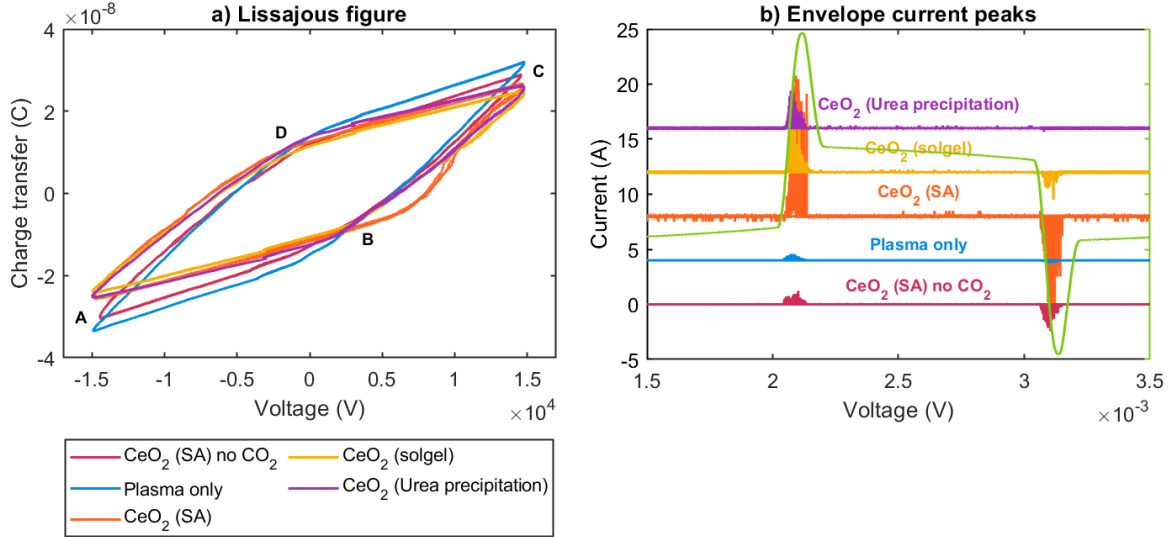 a) Lissajous figure
×10⁻⁸
4
2
0
-2
-4
Charge transfer (C)
A
B
C
D
-1.5 -1 -0.5 0 0.5 1 1.5
Voltage (V)
×10⁴
CeO₂ (SA) no CO₂
Plasma only
CeO₂ (SA)
CeO₂ (solgel)
CeO₂ (Urea precipitation)
b) Envelope current peaks
25
20
15
10
5
0
-5
Current (A)
CeO₂ (Urea precipitation)
CeO₂ (solgel)
CeO₂ (SA)
Plasma only
CeO₂ (SA) no CO₂
1.5 2 2.5 3 3.5
Voltage (V)
×10⁻³